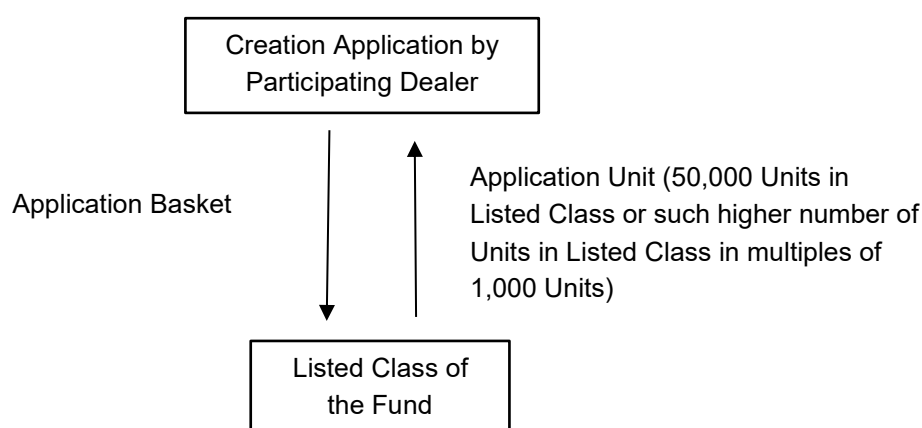 Creation Application by
Participating Dealer
Application Basket
Application Unit (50,000 Units in
Listed Class or such higher number of
Units in Listed Class in multiples of
1,000 Units)
Listed Class of
the Fund